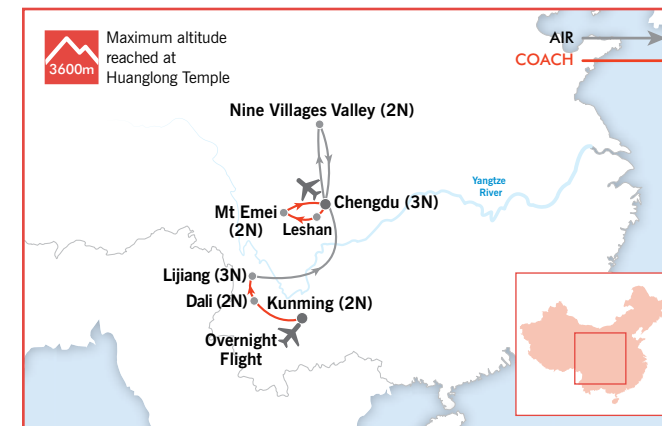 3600m
Maximum altitude
reached at
Huanglong Temple
AIR
COACH
Nine Villages Valley (2N)
Yangtze
River
Chengdu (3N)
Mt Emei
(2N)
Leshan
Lijiang (3N)
Dali (2N)
Kunming (2N)
Overnight
Flight